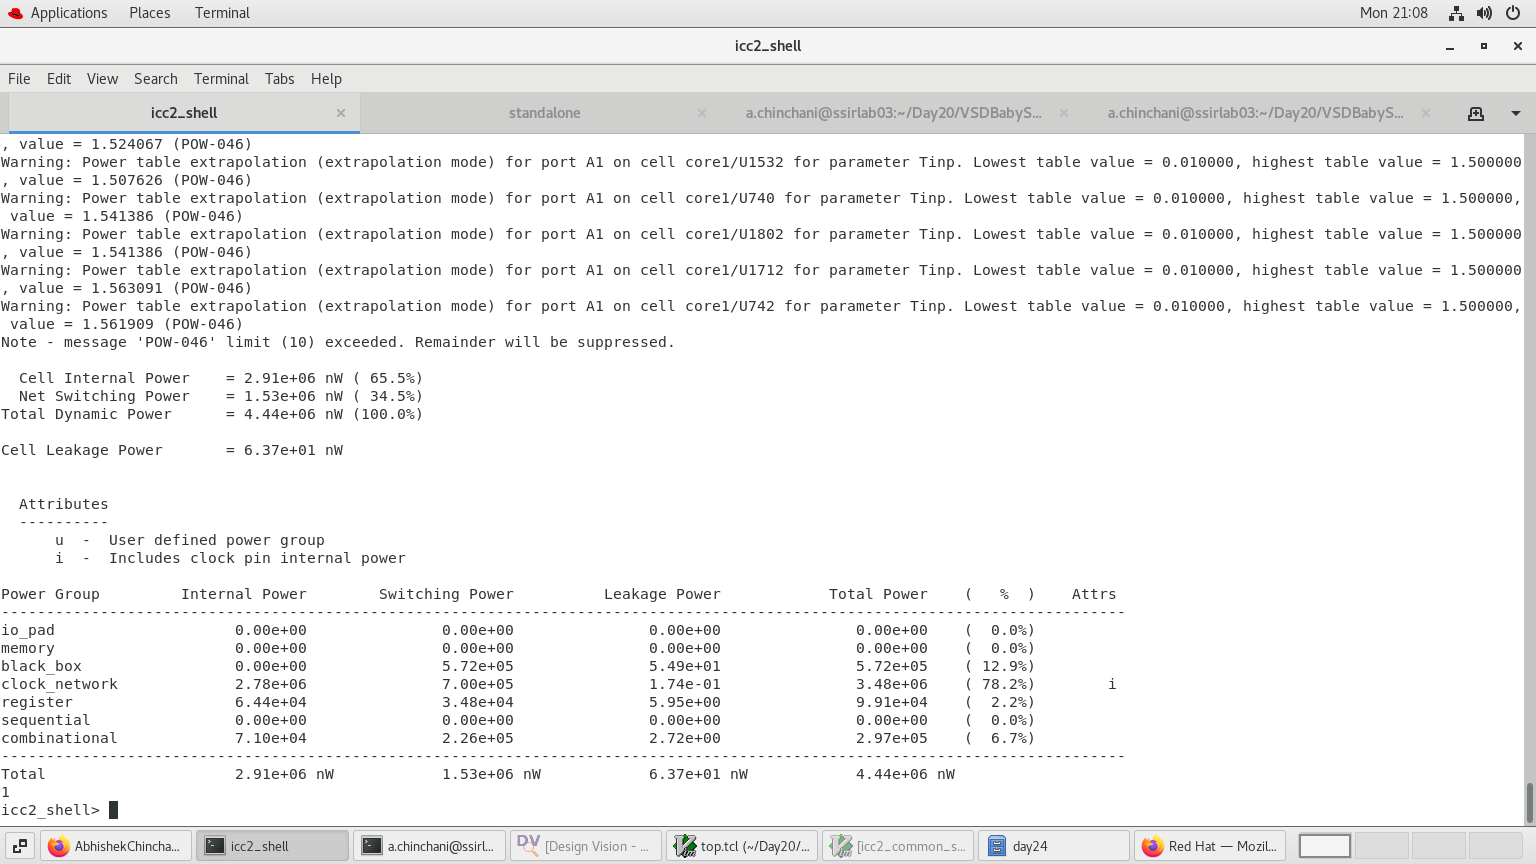 Applications Places Terminal Mon 21:08
icc2_shell
File Edit View Search Terminal Tabs Help
icc2_shell × standalone × a.chinchani@ssirlab03:~/Day20/VSDBabyS... × a.chinchani@ssirlab03:~/Day20/VSDBabyS... ×
, value = 1.524067 (POW-046)
Warning: Power table extrapolation (extrapolation mode) for port A1 on cell core1/U1532 for parameter Tinp. Lowest table value = 0.010000, highest table value = 1.500000
, value = 1.507626 (POW-046)
Warning: Power table extrapolation (extrapolation mode) for port A1 on cell core1/U740 for parameter Tinp. Lowest table value = 0.010000, highest table value = 1.500000,
 value = 1.541386 (POW-046)
Warning: Power table extrapolation (extrapolation mode) for port A1 on cell core1/U1802 for parameter Tinp. Lowest table value = 0.010000, highest table value = 1.500000
, value = 1.541386 (POW-046)
Warning: Power table extrapolation (extrapolation mode) for port A1 on cell core1/U1712 for parameter Tinp. Lowest table value = 0.010000, highest table value = 1.500000
, value = 1.563091 (POW-046)
Warning: Power table extrapolation (extrapolation mode) for port A1 on cell core1/U742 for parameter Tinp. Lowest table value = 0.010000, highest table value = 1.500000,
 value = 1.561909 (POW-046)
Note - message 'POW-046' limit (10) exceeded. Remainder will be suppressed.
Cell Internal Power = 2.91e+06 nW ( 65.5%)
Net Switching Power = 1.53e+06 nW ( 34.5%)
Total Dynamic Power = 4.44e+06 nW (100.0%)
Cell Leakage Power = 6.37e+01 nW
Attributes
----------
u - User defined power group
i - Includes clock pin internal power
Power Group Internal Power Switching Power Leakage Power Total Power ( % ) Attrs
-----------------------------------------------------------------------------------------------------------------------------
io_pad 0.00e+00 0.00e+00 0.00e+00 0.00e+00 ( 0.0%)
memory 0.00e+00 0.00e+00 0.00e+00 0.00e+00 ( 0.0%)
black_box 0.00e+00 5.72e+05 5.49e+01 5.72e+05 ( 12.9%)
clock_network 2.78e+06 7.00e+05 1.74e-01 3.48e+06 ( 78.2%) i
register 6.44e+04 3.48e+04 5.95e+00 9.91e+04 ( 2.2%)
sequential 0.00e+00 0.00e+00 0.00e+00 0.00e+00 ( 0.0%)
combinational 7.10e+04 2.26e+05 2.72e+00 2.97e+05 ( 6.7%)
-----------------------------------------------------------------------------------------------------------------------------
Total 2.91e+06 nW 1.53e+06 nW 6.37e+01 nW 4.44e+06 nW
1
icc2_shell>
AbhishekChincha... icc2_shell a.chinchani@ssirl... DV [Design Vision - ... top.tcl (~/Day20/... [icc2_common_s... day24 Red Hat — Mozil...